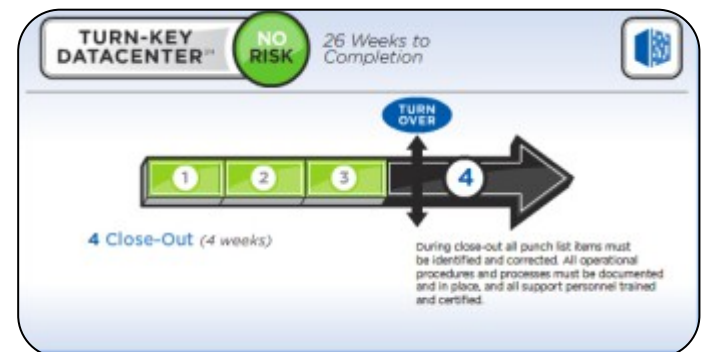 TURN-KEY
DATACENTER℠
NO
RISK
26 Weeks to
Completion
TURN
OVER
1
2
3
4
4 Close-Out (4 weeks)
During close-out all punch list items must
be identified and corrected. All operational
procedures and processes must be documented
and in place, and all support personnel trained
and certified.